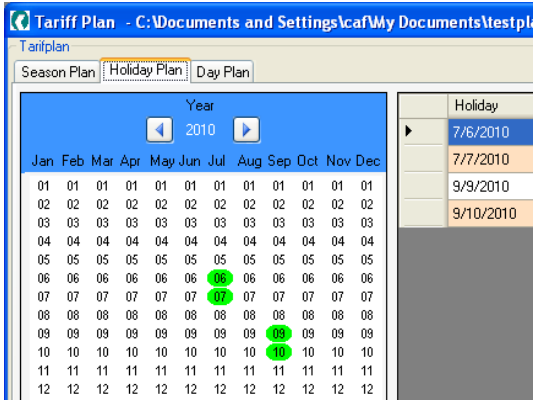 Tariff Plan - C:\Documents and Settings\caf\My Documents\testpl
Tarifplan
Season Plan Holiday Plan Day Plan
Year
2010
Jan Feb Mar Apr May Jun Jul Aug Sep Oct Nov Dec
01 01 01 01 01 01 01 01 01 01 01 01
02 02 02 02 02 02 02 02 02 02 02 02
03 03 03 03 03 03 03 03 03 03 03 03
04 04 04 04 04 04 04 04 04 04 04 04
05 05 05 05 05 05 05 05 05 05 05 05
06 06 06 06 06 06 06 06 06 06 06 06
07 07 07 07 07 07 07 07 07 07 07 07
08 08 08 08 08 08 08 08 08 08 08 08
09 09 09 09 09 09 09 09 09 09 09 09
10 10 10 10 10 10 10 10 10 10 10 10
11 11 11 11 11 11 11 11 11 11 11 11
12 12 12 12 12 12 12 12 12 12 12 12
Holiday
7/6/2010
7/7/2010
9/9/2010
9/10/2010